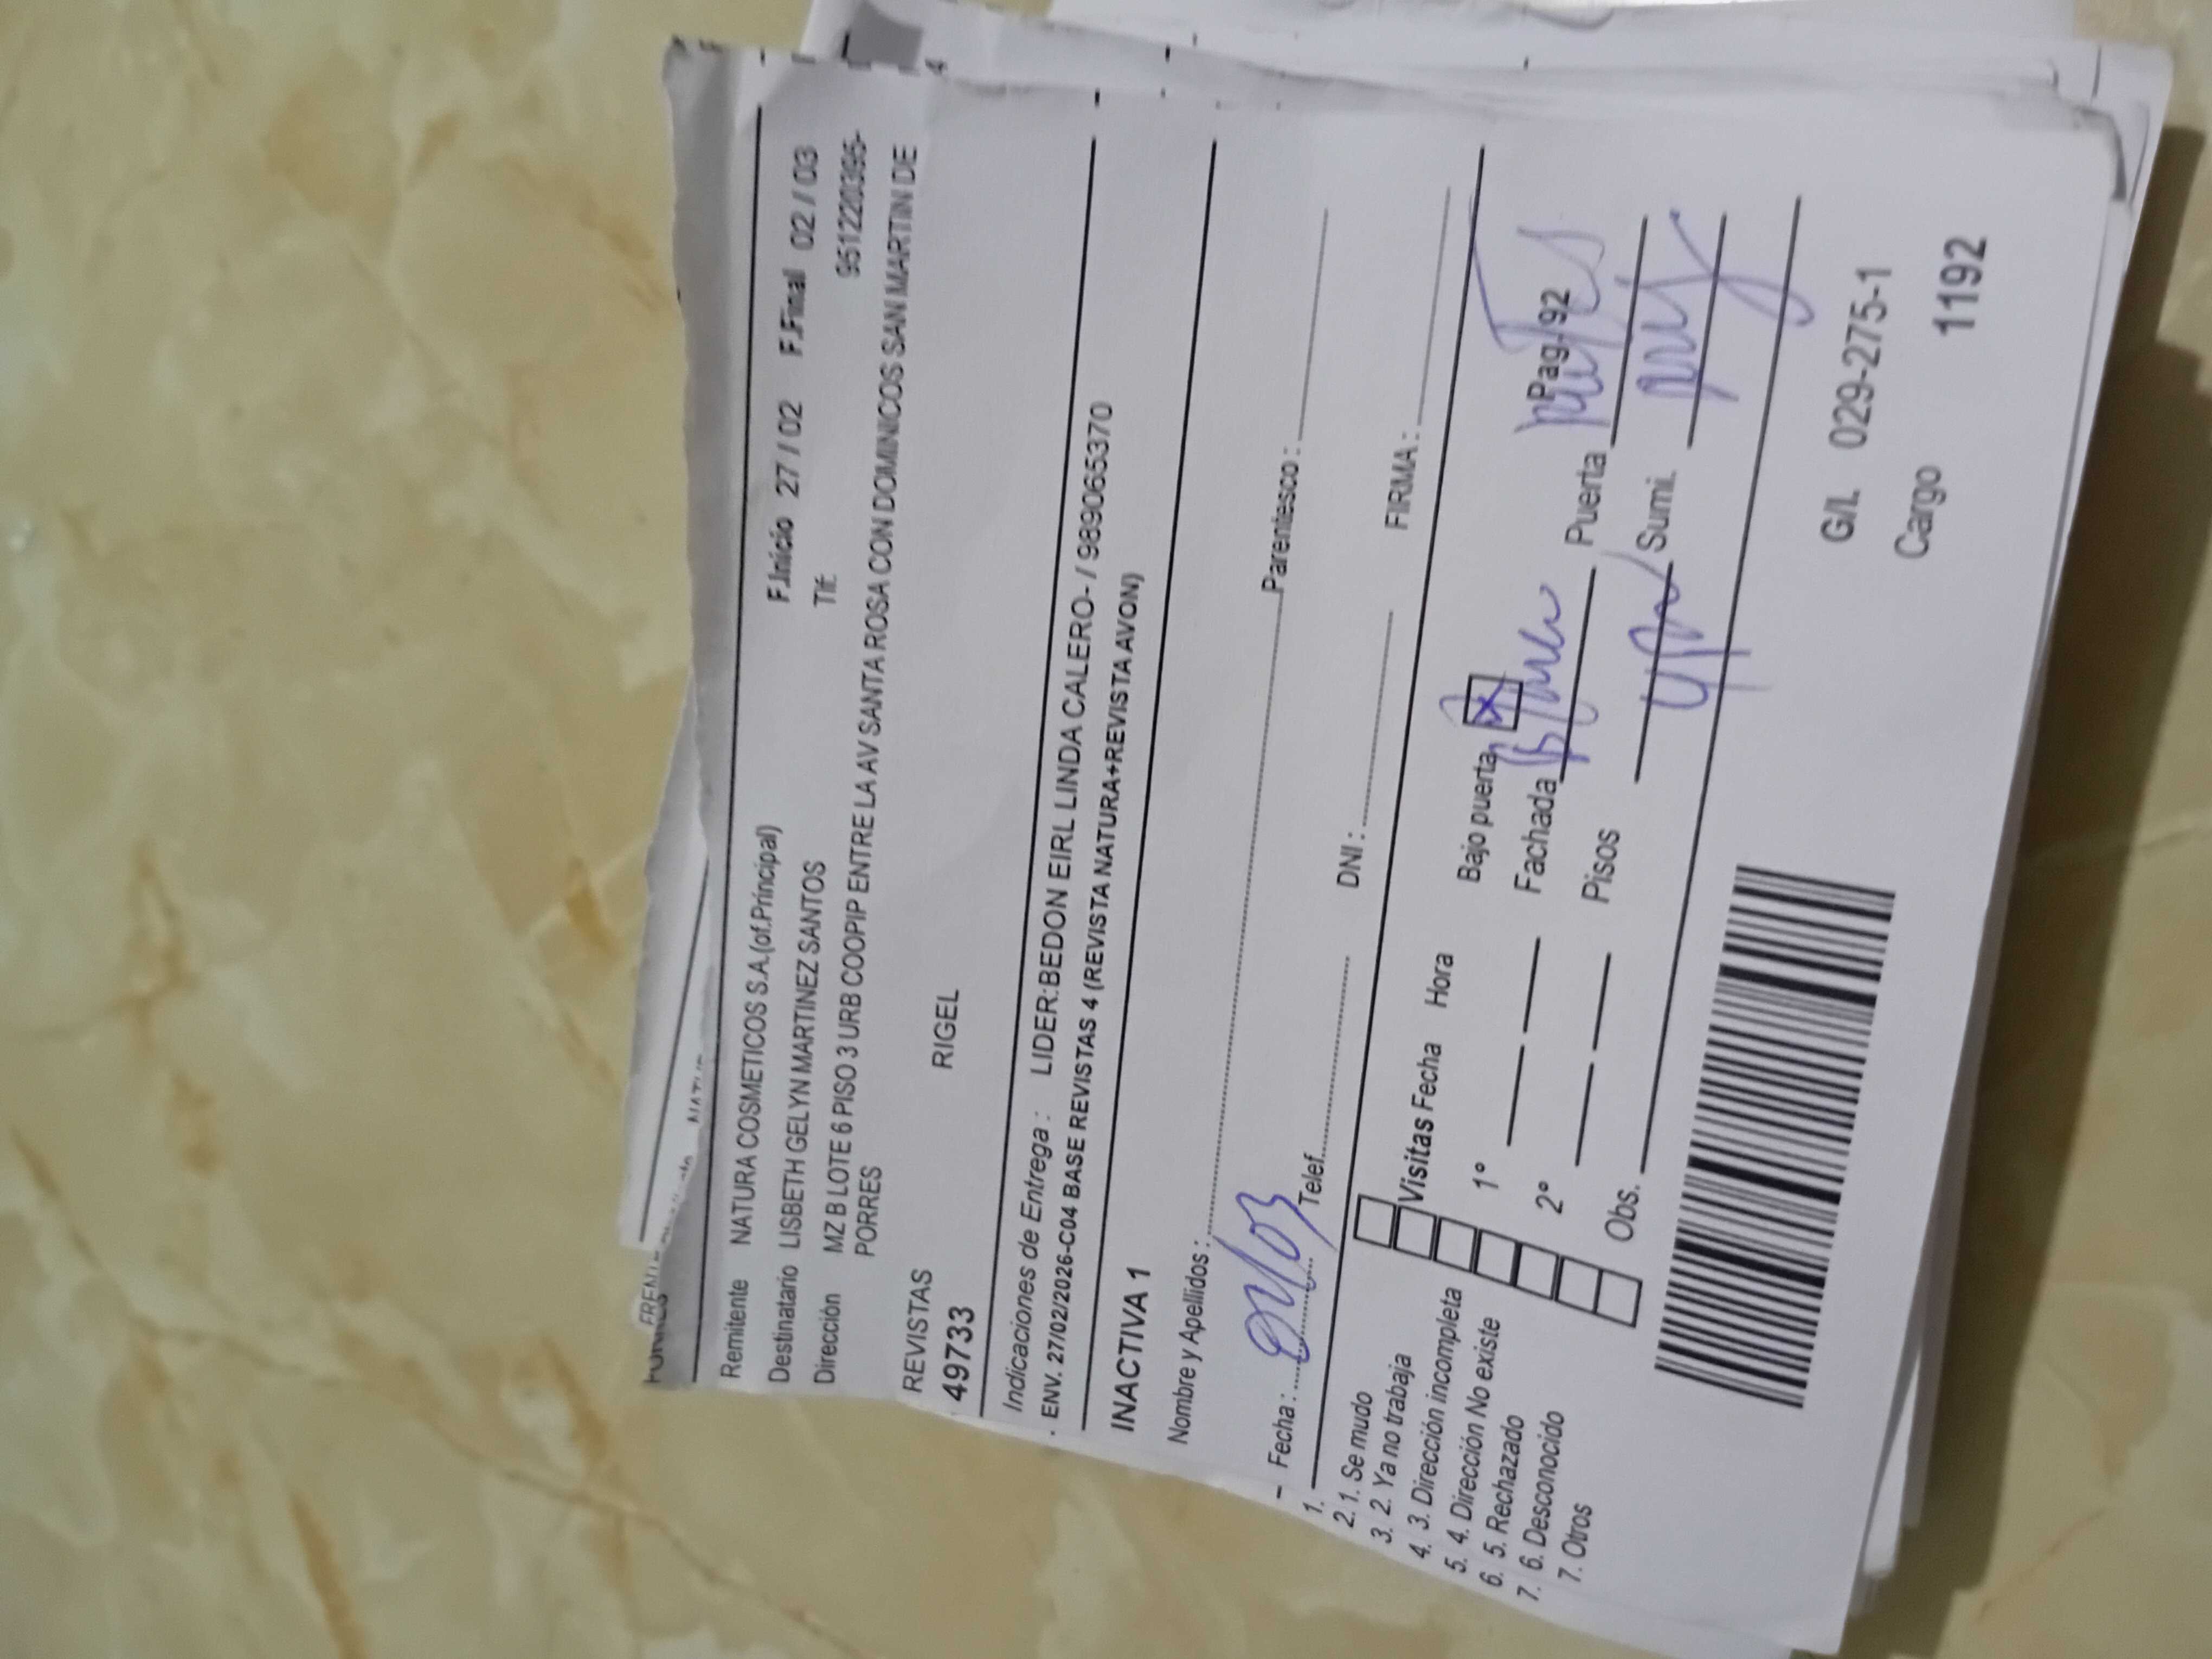 FRENTE
Remitente NATURA COSMETICOS S.A.(of.Principal) F.Inicio 27 / 02 F.Final 02 / 03
Destinatario LISBETH GELYN MARTINEZ SANTOS Tlf:
951220395-
Dirección MZ B LOTE 6 PISO 3 URB COOPIP ENTRE LA AV SANTA ROSA CON DOMINICOS SAN MARTIN DE
PORRES
REVISTAS RIGEL
49733
Indicaciones de Entrega : LIDER:BEDON EIRL LINDA CALERO- / 989065370
ENV. 27/02/2026-C04 BASE REVISTAS 4 (REVISTA NATURA+REVISTA AVON)
INACTIVA 1
Nombre y Apellidos : Parentesco :
Fecha : Telef. DNI : FIRMA :
1.
2. 1. Se mudo
3. 2. Ya no trabaja
4. 3. Dirección incompleta
5. 4. Dirección No existe
6. 5. Rechazado
7. 6. Desconocido
7. Otros
Visitas Fecha Hora Bajo puerta X Pag- 92
1º Fachada Puerta
2º Pisos Sumi.
Obs.
G/L 029-275-1
Cargo 1192